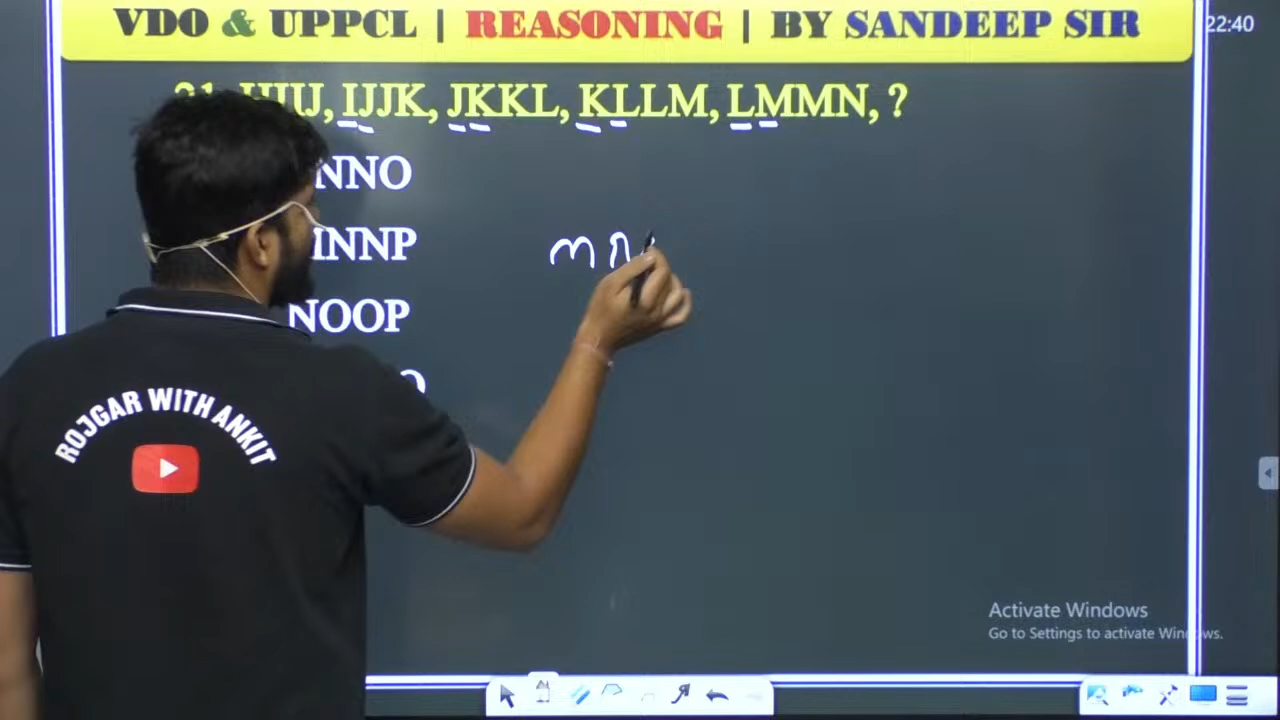 VDO & UPPCL | REASONING | BY SANDEEP SIR
22:40
IJJK, JKKL, KLLM, LMMN, ?
NNO
NNP
NOOP
m n
ROJGAR WITH ANKIT
Activate Windows
Go to Settings to activate Windows.